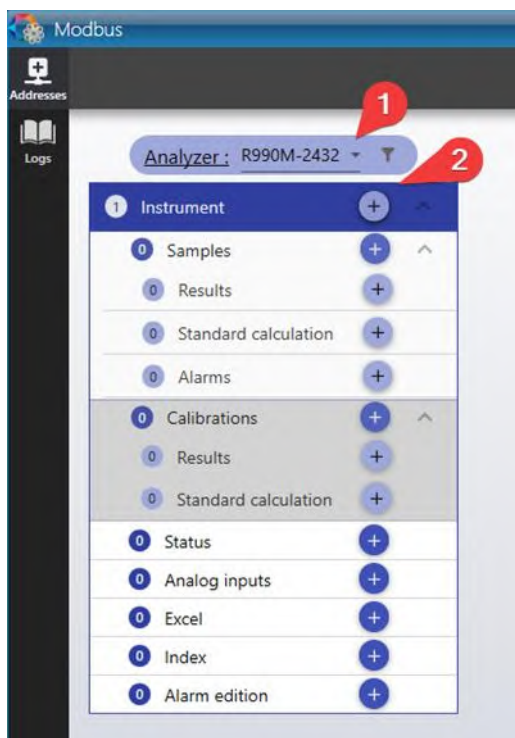 Modbus
Addresses
1
Logs
Analyzer : R990M-2432
2
1 Instrument +
0 Samples +
0 Results +
0 Standard calculation +
0 Alarms +
0 Calibrations +
0 Results +
0 Standard calculation +
0 Status +
0 Analog inputs +
0 Excel +
0 Index +
0 Alarm edition +